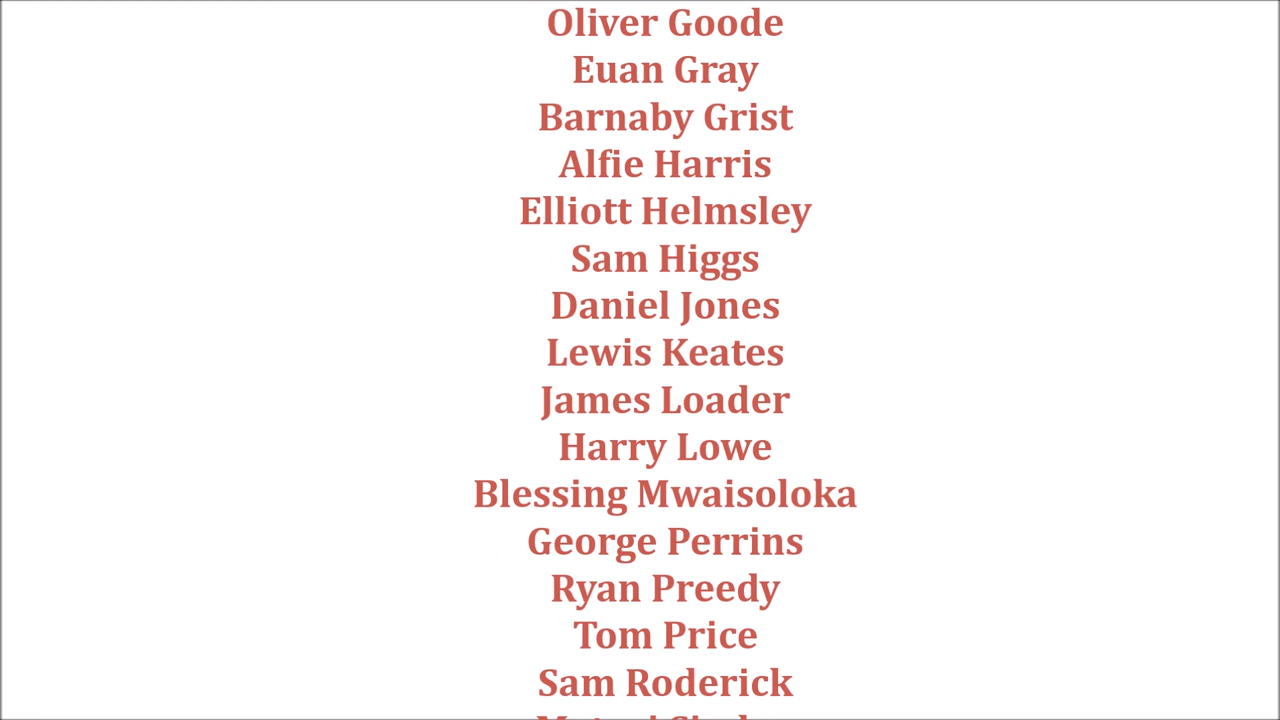 Oliver Goode
Euan Gray
Barnaby Grist
Alfie Harris
Elliott Helmsley
Sam Higgs
Daniel Jones
Lewis Keates
James Loader
Harry Lowe
Blessing Mwaisoloka
George Perrins
Ryan Preedy
Tom Price
Sam Roderick